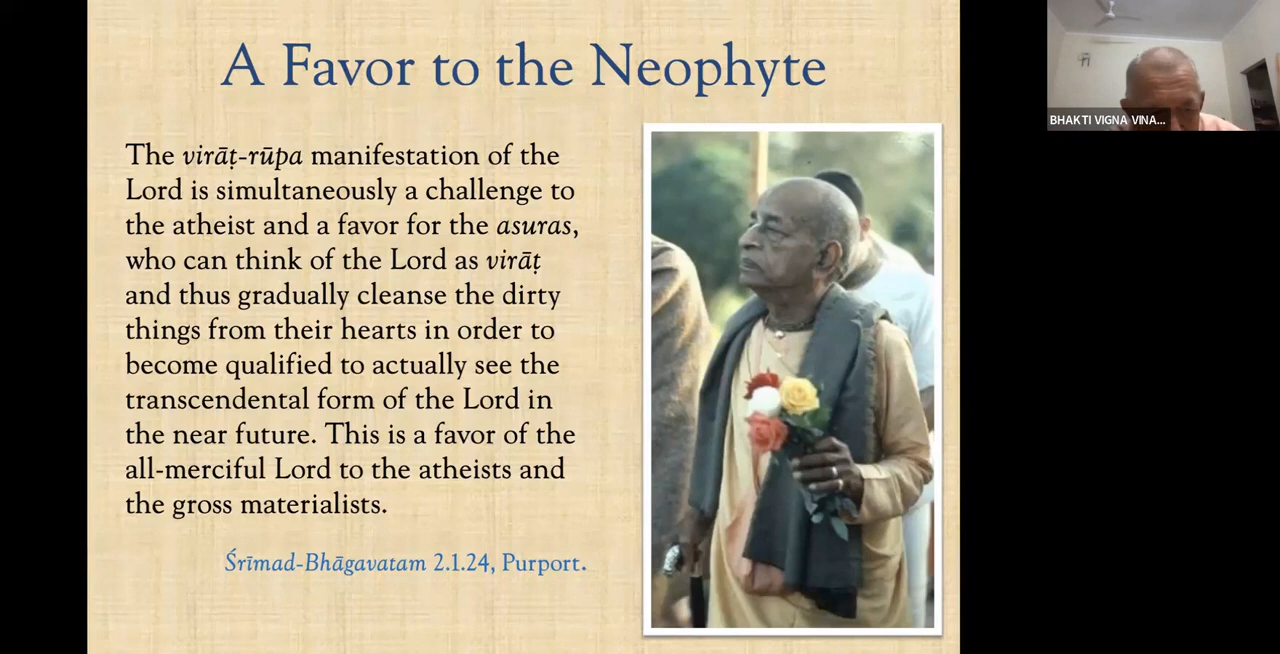 A Favor to the Neophyte
The virāṭ-rūpa manifestation of the
Lord is simultaneously a challenge to
the atheist and a favor for the asuras,
who can think of the Lord as virāṭ
and thus gradually cleanse the dirty
things from their hearts in order to
become qualified to actually see the
transcendental form of the Lord in
the near future. This is a favor of the
all-merciful Lord to the atheists and
the gross materialists.
Śrīmad-Bhāgavatam 2.1.24, Purport.
BHAKTI VIGNA VINA...